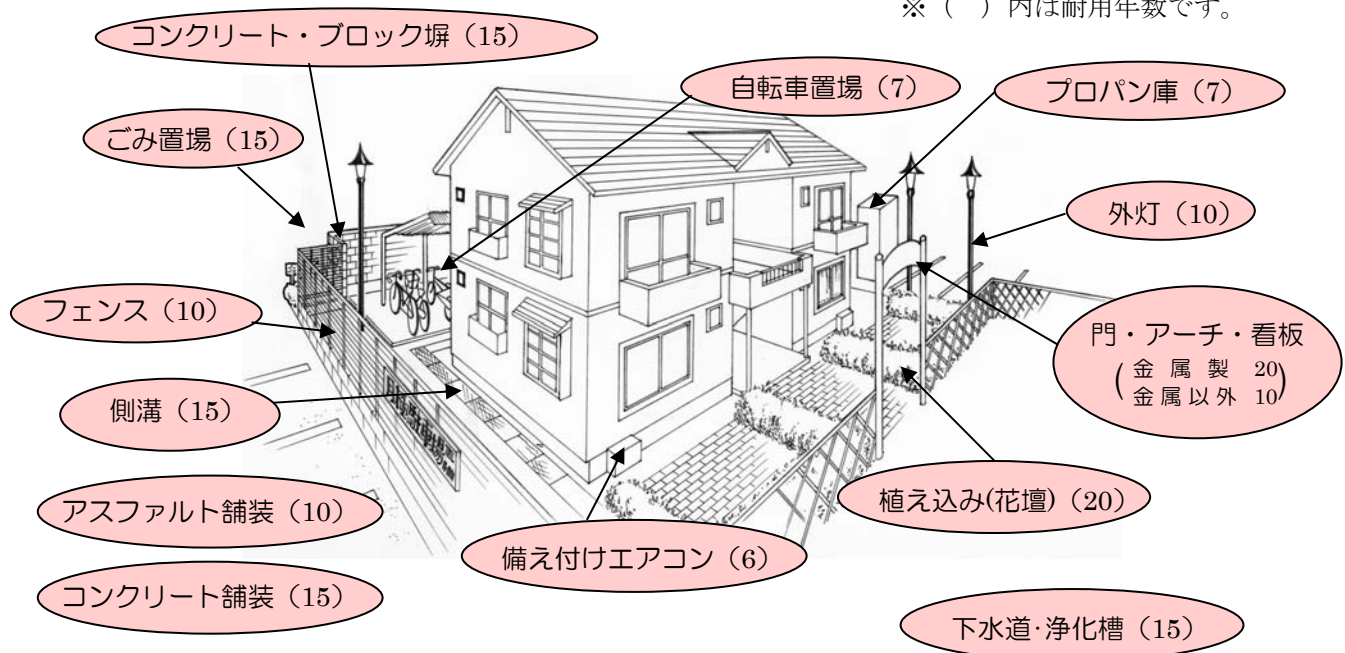 ※（　）内は耐用年数です。
コンクリート・ブロック塀（15）
自転車置場（7）
プロパン庫（7）
ごみ置場（15）
外灯（10）
フェンス（10）
門・アーチ・看板
（金属製 20
金属以外 10）
側溝（15）
植え込み(花壇)（20）
アスファルト舗装（10）
備え付けエアコン（6）
コンクリート舗装（15）
下水道･浄化槽（15）